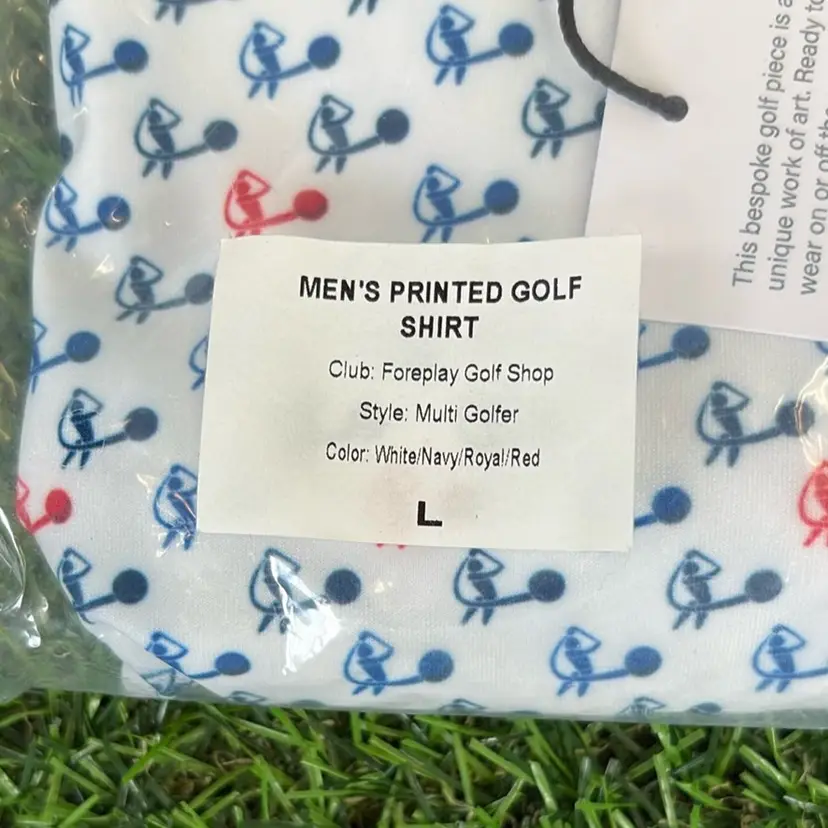 MEN'S PRINTED GOLF
SHIRT
Club: Foreplay Golf Shop
Style: Multi Golfer
Color: White/Navy/Royal/Red
L
This bespoke golf piece is a
unique work of art. Ready to
wear on or off the